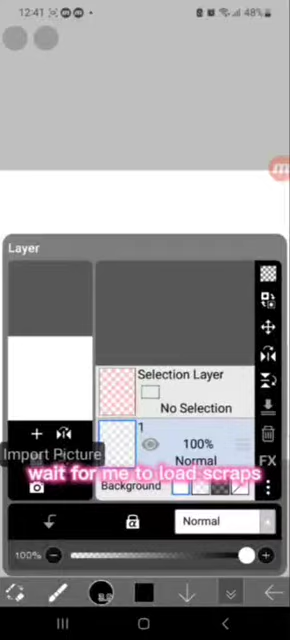 12:41
48%
Layer
Selection Layer
No Selection
1
100%
Normal
Import Picture
wait for me to load scraps
Background
FX
Normal
100%